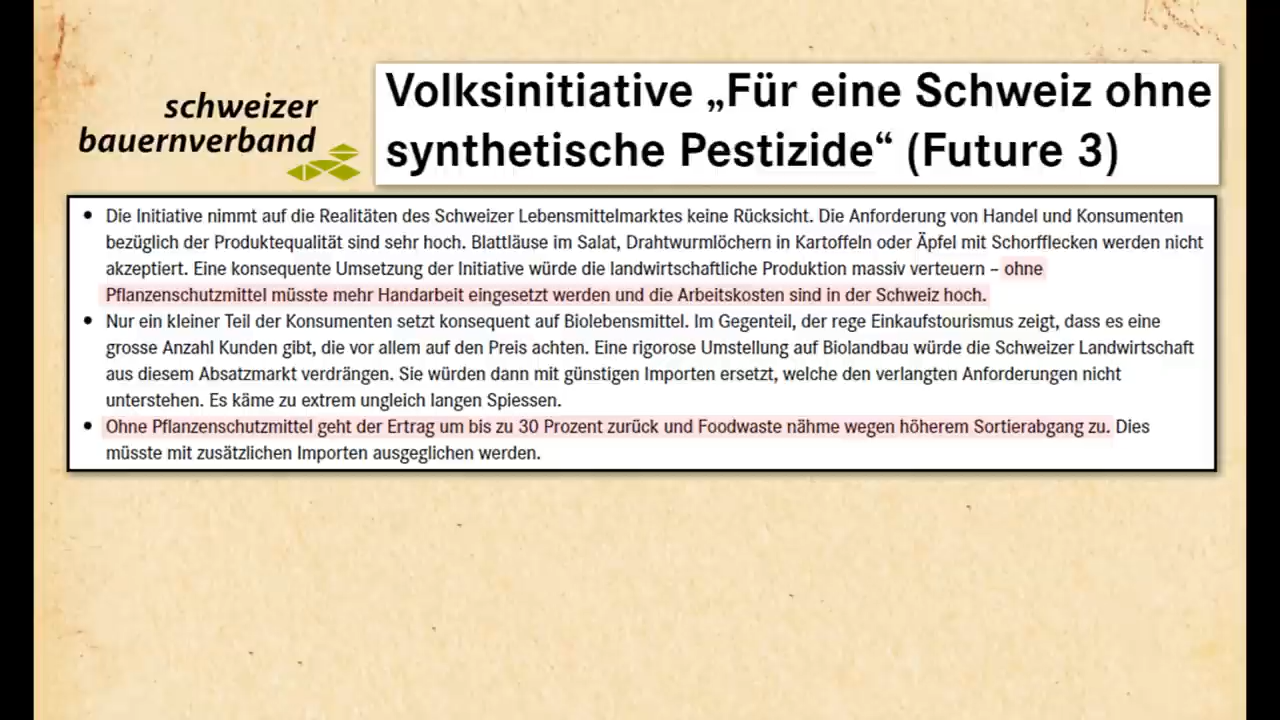 schweizer
bauernverband
Volksinitiative „Für eine Schweiz ohne
synthetische Pestizide“ (Future 3)
• Die Initiative nimmt auf die Realitäten des Schweizer Lebensmittelmarktes keine Rücksicht. Die Anforderung von Handel und Konsumenten
bezüglich der Produktequalität sind sehr hoch. Blattläuse im Salat, Drahtwurmlöchern in Kartoffeln oder Äpfel mit Schorfflecken werden nicht
akzeptiert. Eine konsequente Umsetzung der Initiative würde die landwirtschaftliche Produktion massiv verteuern – ohne
Pflanzenschutzmittel müsste mehr Handarbeit eingesetzt werden und die Arbeitskosten sind in der Schweiz hoch.
• Nur ein kleiner Teil der Konsumenten setzt konsequent auf Biolebensmittel. Im Gegenteil, der rege Einkaufstourismus zeigt, dass es eine
grosse Anzahl Kunden gibt, die vor allem auf den Preis achten. Eine rigorose Umstellung auf Biolandbau würde die Schweizer Landwirtschaft
aus diesem Absatzmarkt verdrängen. Sie würden dann mit günstigen Importen ersetzt, welche den verlangten Anforderungen nicht
unterstehen. Es käme zu extrem ungleich langen Spiessen.
• Ohne Pflanzenschutzmittel geht der Ertrag um bis zu 30 Prozent zurück und Foodwaste nähme wegen höherem Sortierabgang zu. Dies
müsste mit zusätzlichen Importen ausgeglichen werden.